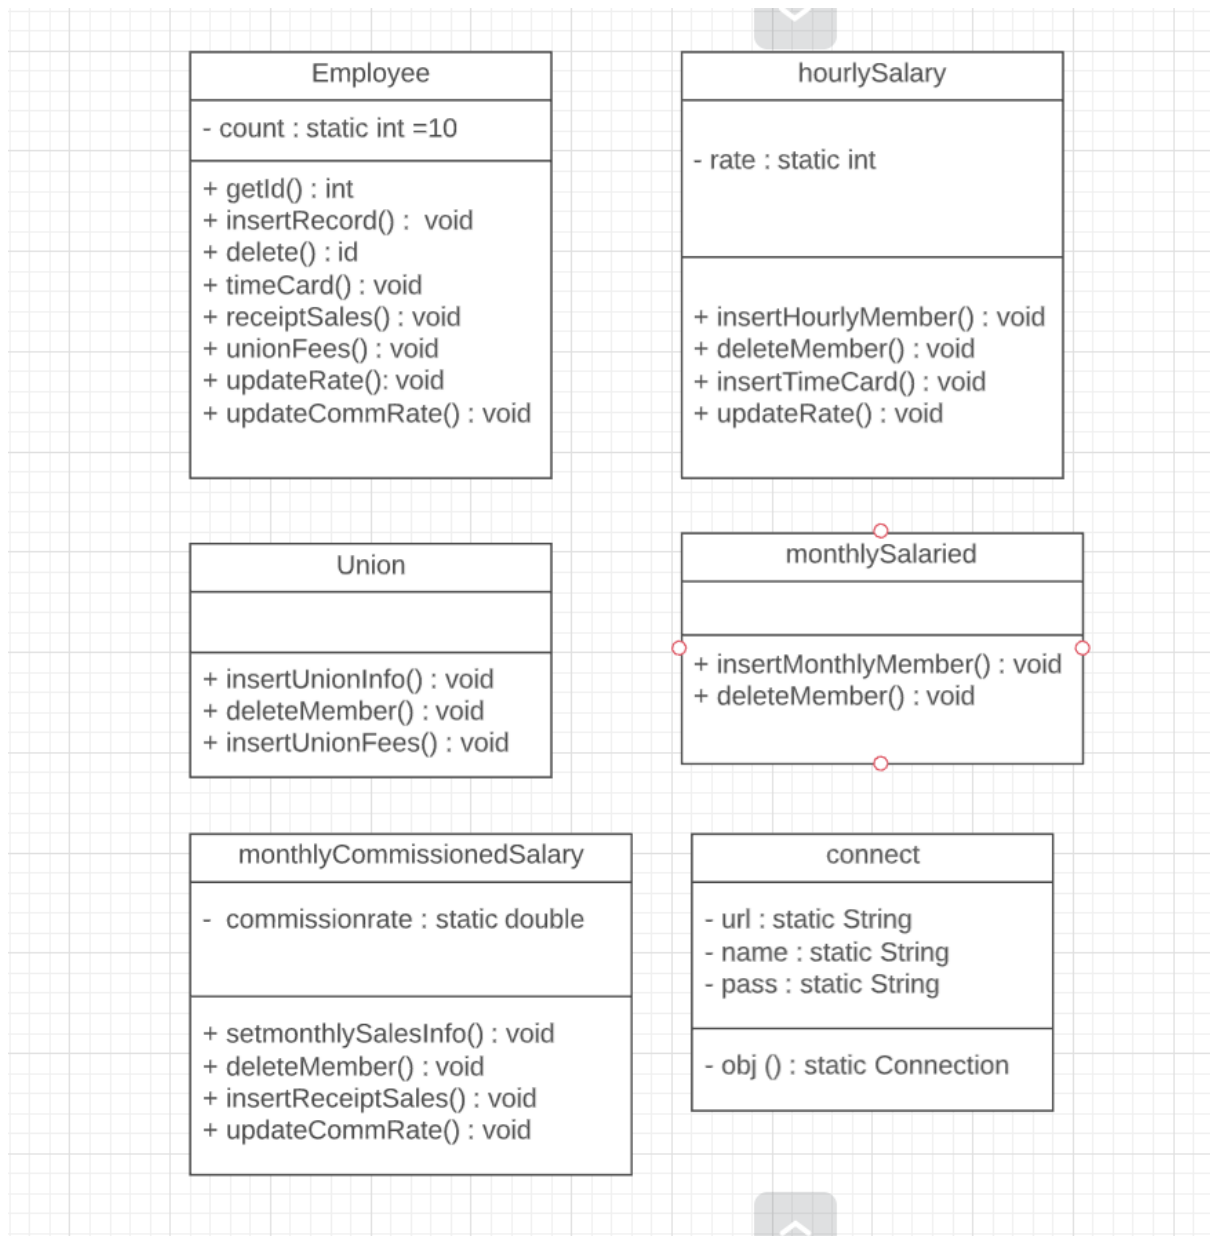 Employee
- count : static int =10
+ getId() : int
+ insertRecord() :  void
+ delete() : id
+ timeCard() : void
+ receiptSales() : void
+ unionFees() : void
+ updateRate(): void
+ updateCommRate() : void
hourlySalary
- rate : static int
+ insertHourlyMember() : void
+ deleteMember() : void
+ insertTimeCard() : void
+ updateRate() : void
Union
+ insertUnionInfo() : void
+ deleteMember() : void
+ insertUnionFees() : void
monthlySalaried
+ insertMonthlyMember() : void
+ deleteMember() : void
monthlyCommissionedSalary
-  commissionrate : static double
+ setmonthlySalesInfo() : void
+ deleteMember() : void
+ insertReceiptSales() : void
+ updateCommRate() : void
connect
- url : static String
- name : static String
- pass : static String
- obj () : static Connection